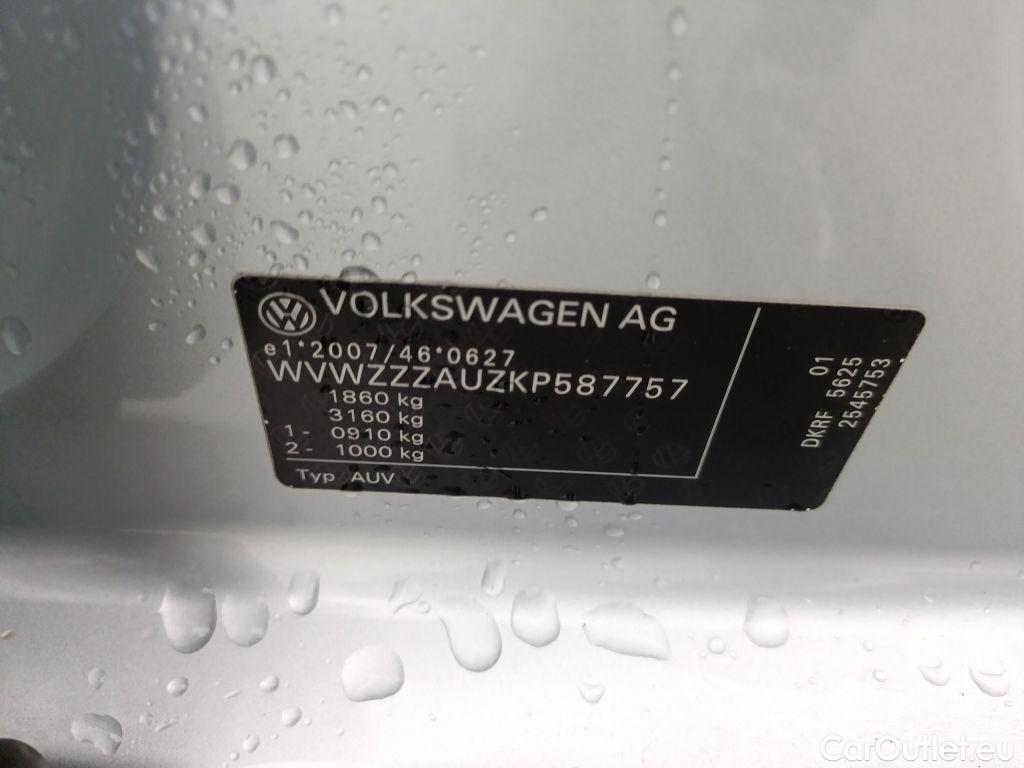 VOLKSWAGEN AG
e1*2007/46*0627
WVWZZZAUZKP587757
1860 kg
3160 kg
1 - 0910 kg
2 - 1000 kg
Typ AUV
01
DKRF 5625
2545753
CarOutlet.eu